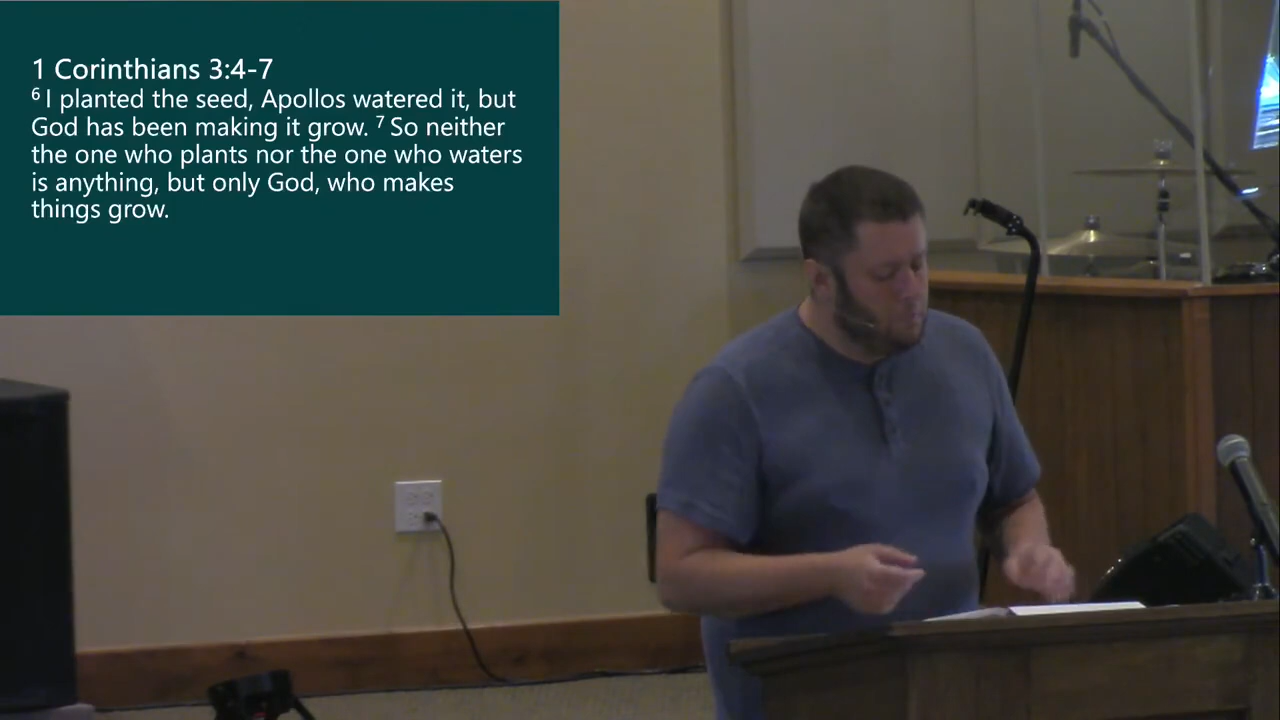 1 Corinthians 3:4-7
6 I planted the seed, Apollos watered it, but
God has been making it grow. 7 So neither
the one who plants nor the one who waters
is anything, but only God, who makes
things grow.